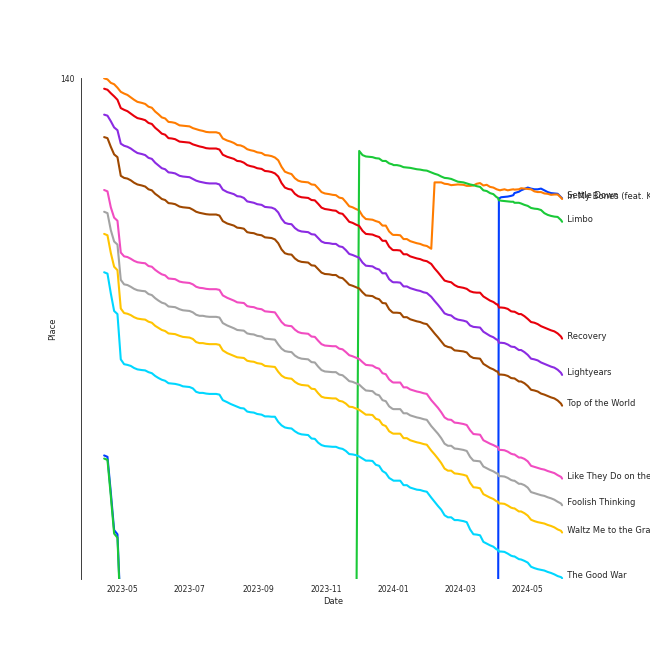 140
Place
Settle Down
In My Bones (feat. K
Limbo
Recovery
Lightyears
Top of the World
Like They Do on the
Foolish Thinking
Waltz Me to the Gra
The Good War
2023-05 2023-07 2023-09 2023-11 2024-01 2024-03 2024-05
Date